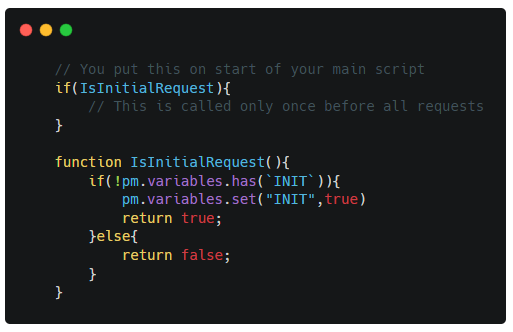 // You put this on start of your main script
if(IsInitialRequest){
// This is called only once before all requests
}
function IsInitialRequest(){
if(!pm.variables.has(`INIT`)){
pm.variables.set("INIT",true)
return true;
}else{
return false;
}
}